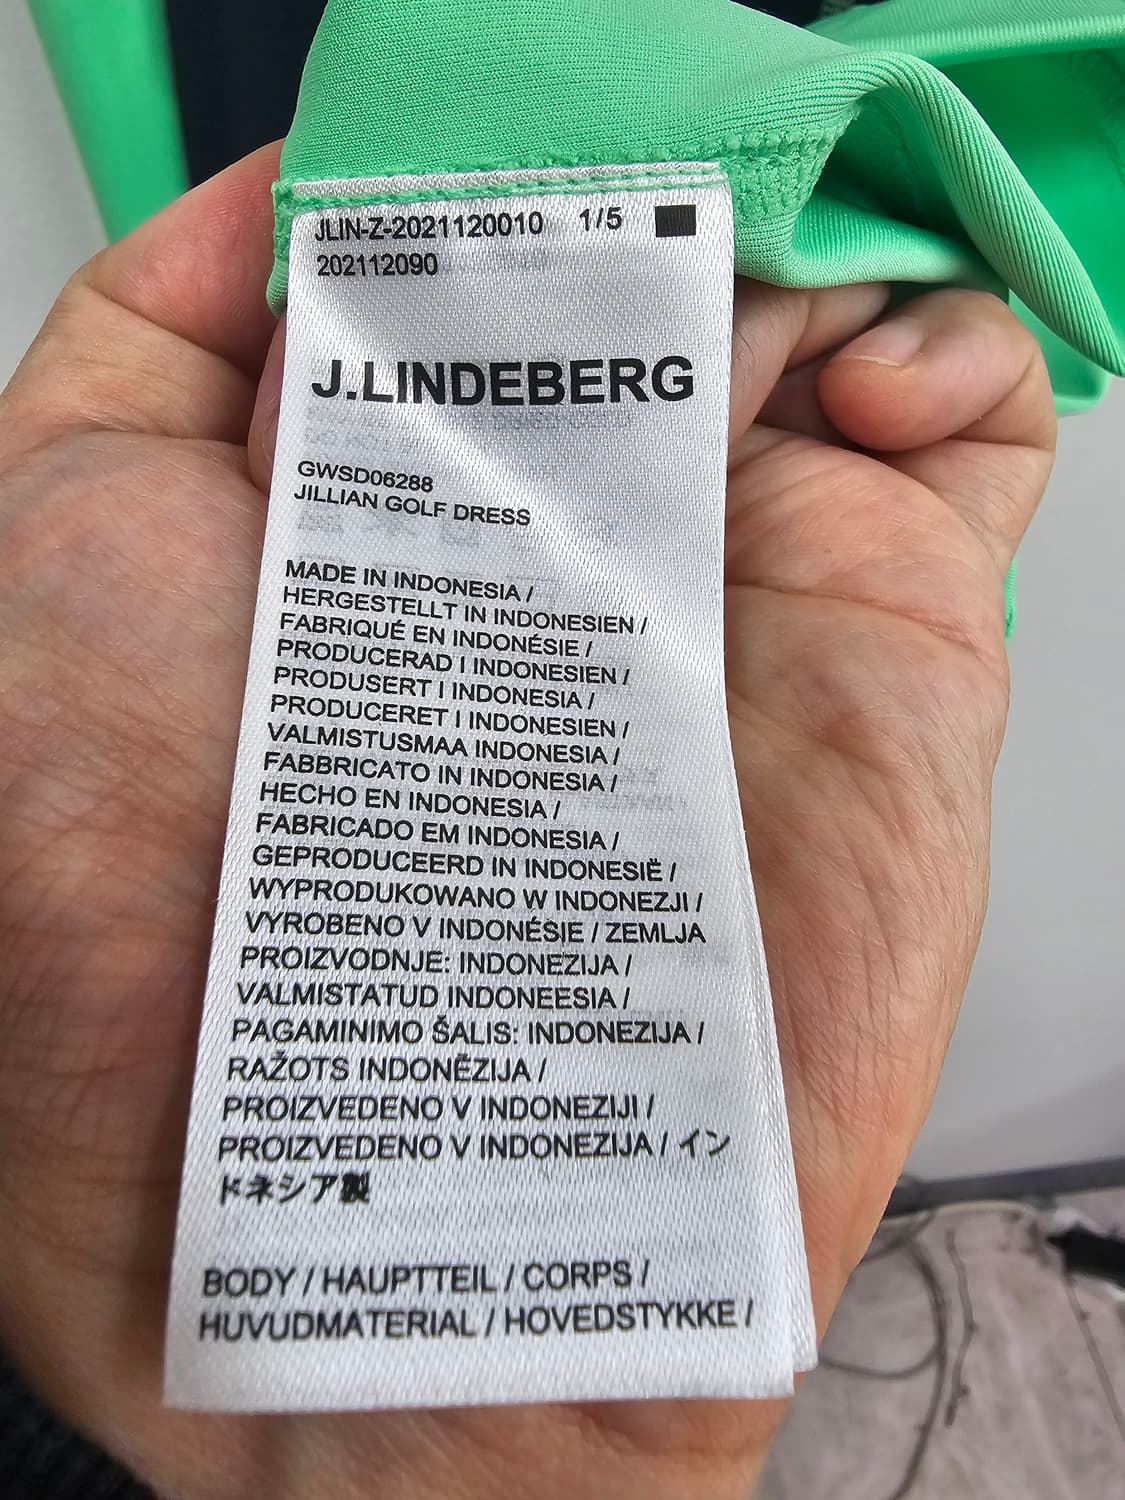 JLIN-Z-2021120010 1/5
202112090
J.LINDEBERG
GWSD06288
JILLIAN GOLF DRESS
MADE IN INDONESIA /
HERGESTELLT IN INDONESIEN /
FABRIQUÉ EN INDONÉSIE /
PRODUCERAD I INDONESIEN /
PRODUSERT I INDONESIA /
PRODUCERET I INDONESIEN /
VALMISTUSMAA INDONESIA /
FABBRICATO IN INDONESIA /
HECHO EN INDONESIA /
FABRICADO EM INDONESIA /
GEPRODUCEERD IN INDONESIË /
WYPRODUKOWANO W INDONEZJI /
VYROBENO V INDONÉSIE / ZEMLJA
PROIZVODNJE: INDONEZIJA /
VALMISTATUD INDONEESIA /
PAGAMINIMO ŠALIS: INDONEZIJA /
RAŽOTS INDONĒZIJA /
PROIZVEDENO V INDONEZIJI /
PROIZVEDENO V INDONEZIJA / イン
ドネシア製
BODY / HAUPTTEIL / CORPS /
HUVUDMATERIAL / HOVEDSTYKKE /